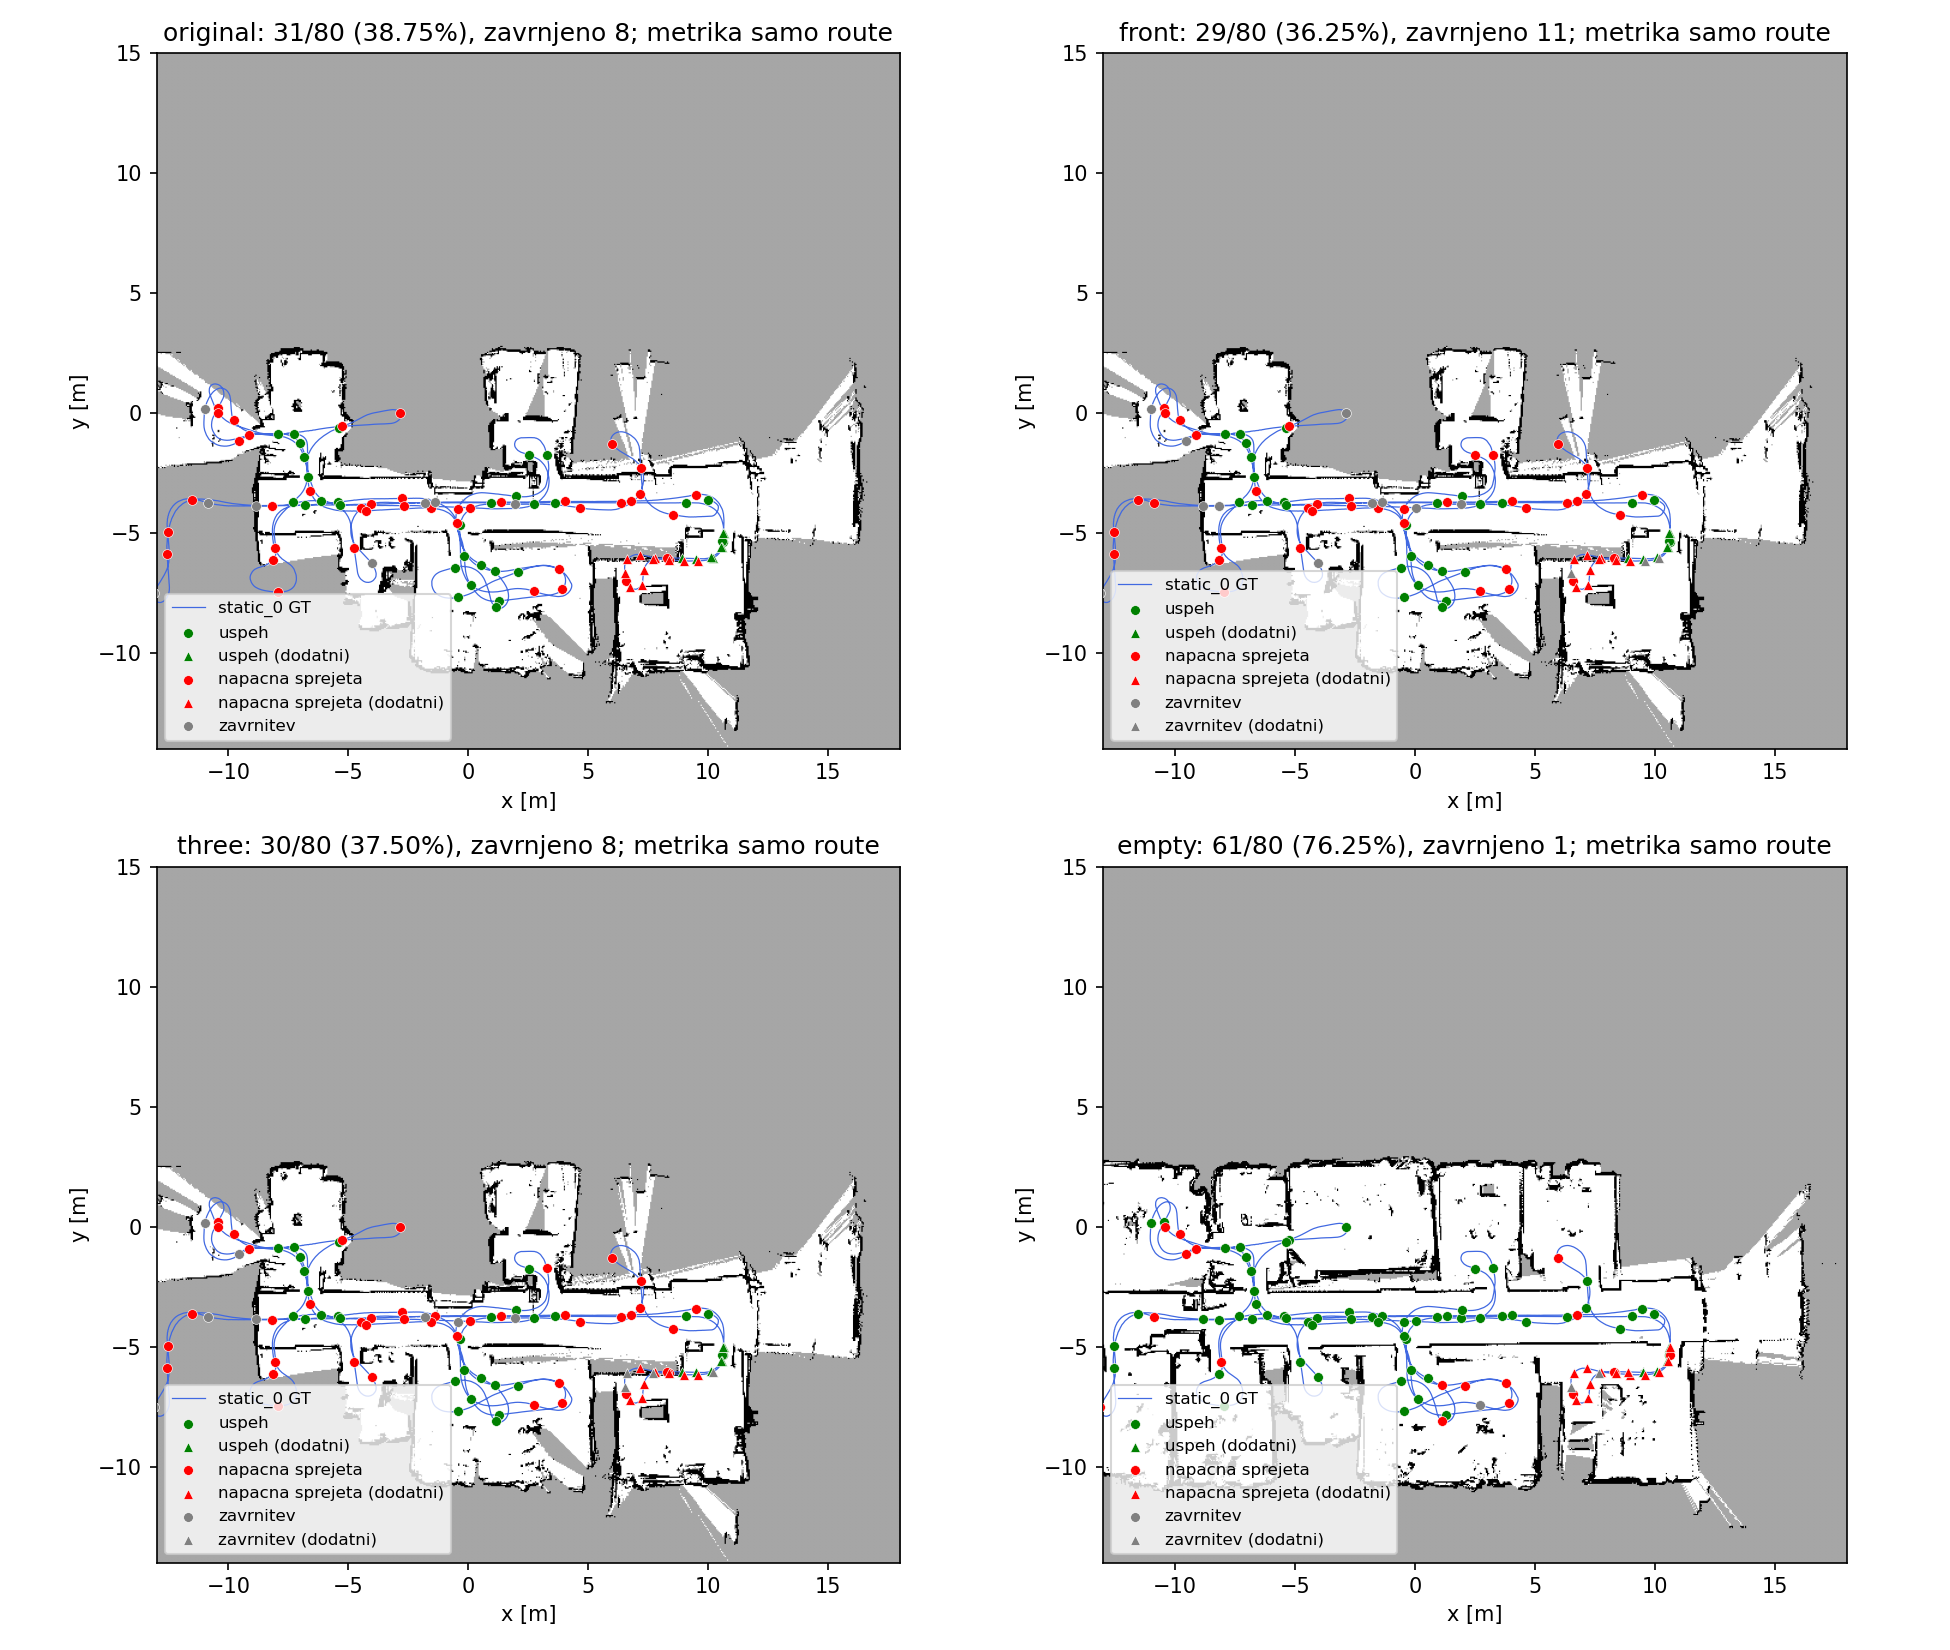 original: 31/80 (38.75%), zavrnjeno 8; metrika samo route
15
10
5
0
−5
−10
y [m]
static_0 GT
uspeh
uspeh (dodatni)
napacna sprejeta
napacna sprejeta (dodatni)
zavrnitev
−10
−5
0
5
10
15
x [m]
front: 29/80 (36.25%), zavrnjeno 11; metrika samo route
15
10
5
0
−5
−10
y [m]
static_0 GT
uspeh
uspeh (dodatni)
napacna sprejeta
napacna sprejeta (dodatni)
zavrnitev
zavrnitev (dodatni)
−10
−5
0
5
10
15
x [m]
three: 30/80 (37.50%), zavrnjeno 8; metrika samo route
15
10
5
0
−5
−10
y [m]
static_0 GT
uspeh
uspeh (dodatni)
napacna sprejeta
napacna sprejeta (dodatni)
zavrnitev
zavrnitev (dodatni)
−10
−5
0
5
10
15
x [m]
empty: 61/80 (76.25%), zavrnjeno 1; metrika samo route
15
10
5
0
−5
−10
y [m]
static_0 GT
uspeh
uspeh (dodatni)
napacna sprejeta
napacna sprejeta (dodatni)
zavrnitev
zavrnitev (dodatni)
−10
−5
0
5
10
15
x [m]